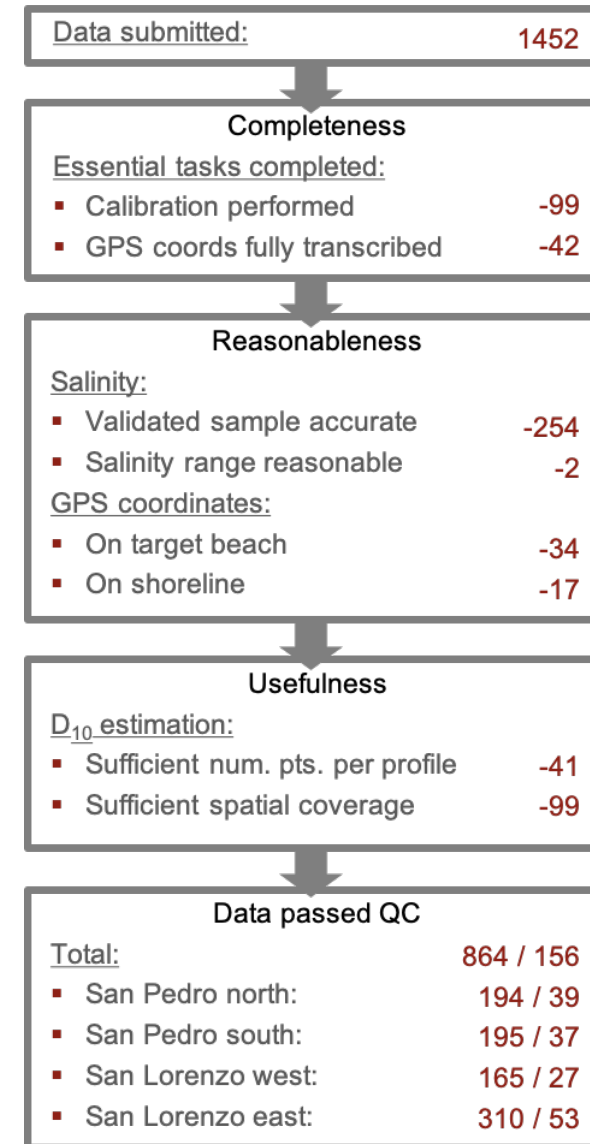 Data submitted: 1452
Completeness
Essential tasks completed:
▪ Calibration performed -99
▪ GPS coords fully transcribed -42
Reasonableness
Salinity:
▪ Validated sample accurate -254
▪ Salinity range reasonable -2
GPS coordinates:
▪ On target beach -34
▪ On shoreline -17
Usefulness
D₁₀ estimation:
▪ Sufficient num. pts. per profile -41
▪ Sufficient spatial coverage -99
Data passed QC
Total: 864 / 156
▪ San Pedro north: 194 / 39
▪ San Pedro south: 195 / 37
▪ San Lorenzo west: 165 / 27
▪ San Lorenzo east: 310 / 53